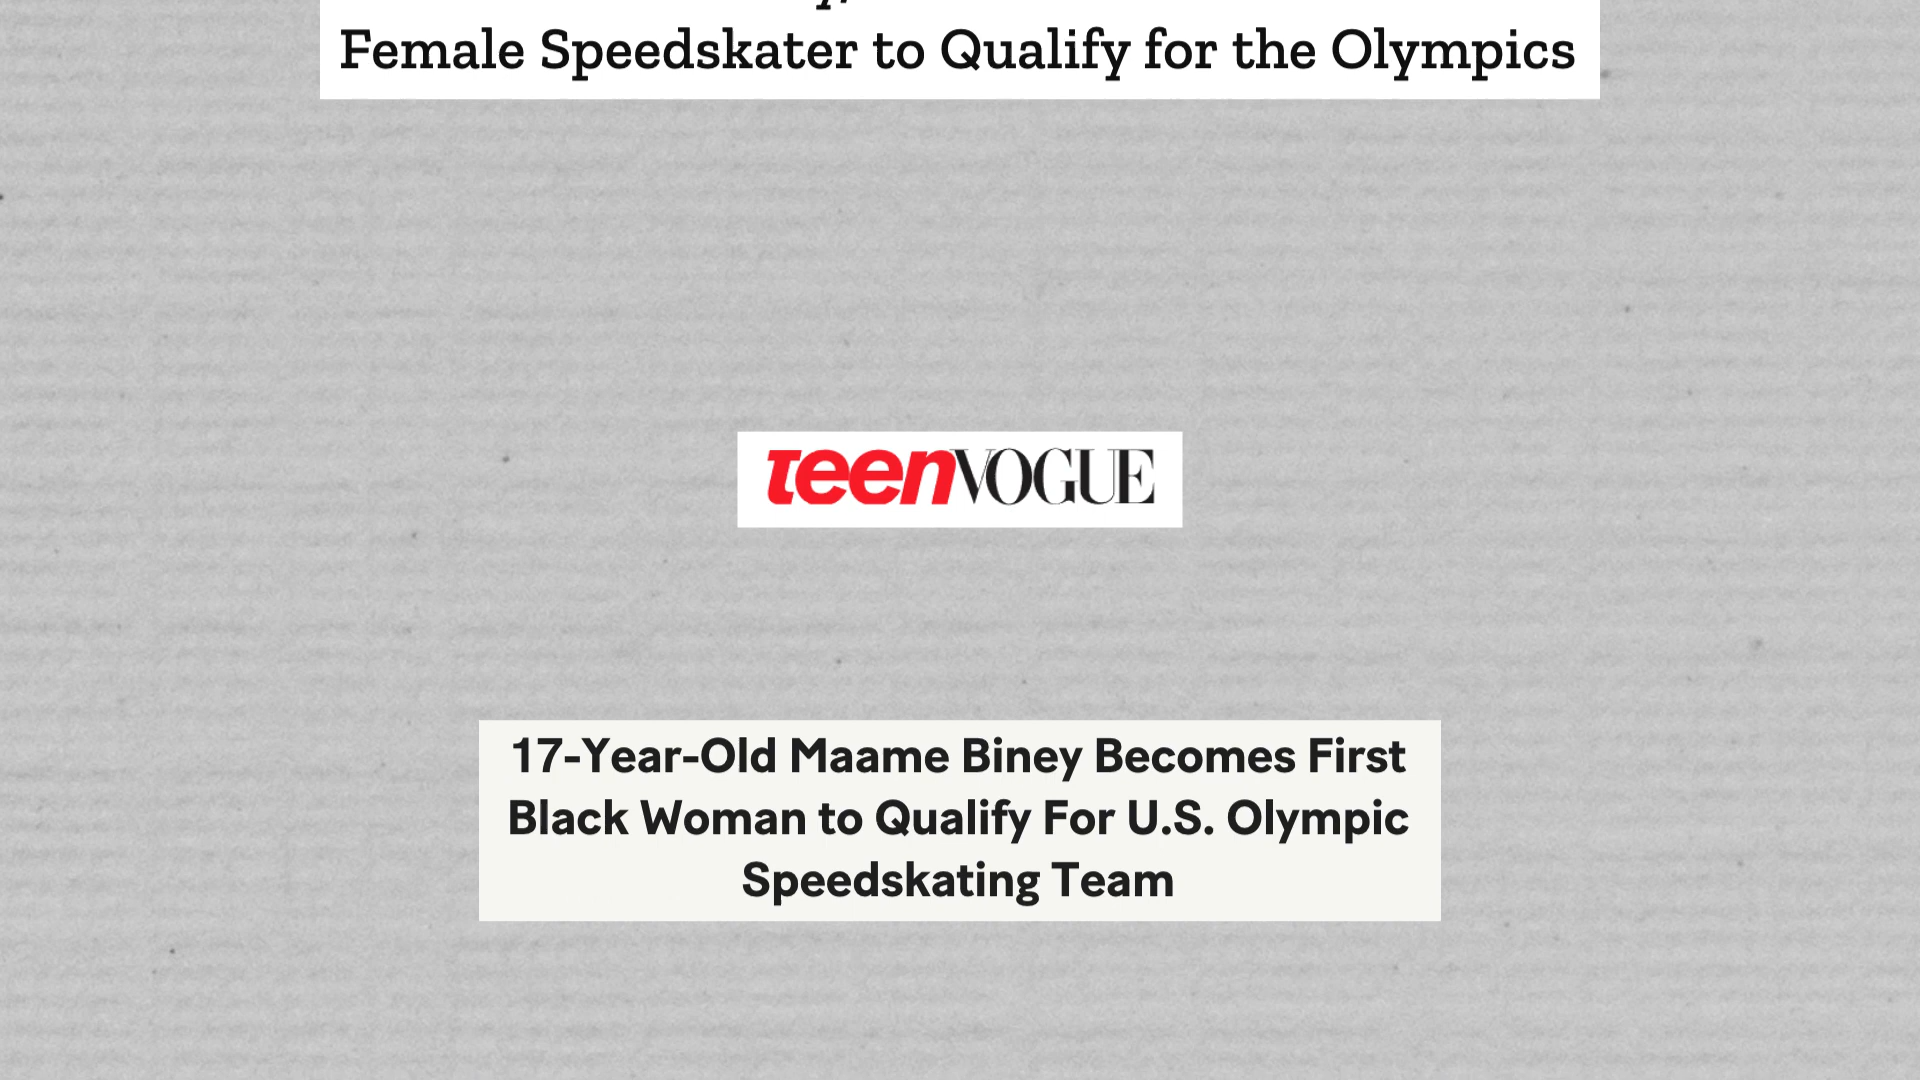 Female Speedskater to Qualify for the Olympics
teenVOGUE
17-Year-Old Maame Biney Becomes First
Black Woman to Qualify For U.S. Olympic
Speedskating Team